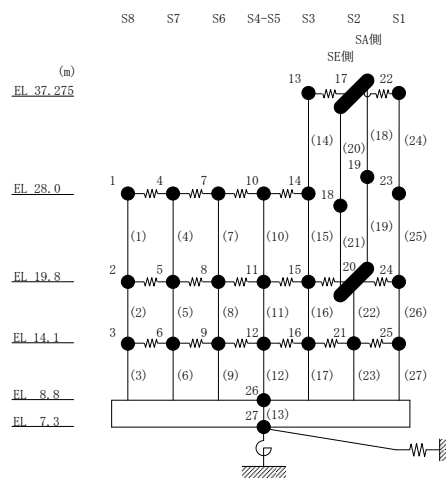 S8 S7 S6 S4-S5 S3 S2 S1
SA側
SE側
(m)
13 17 22
EL 37.275
(14) (20) (18) (24)
19
1 4 7 10 14 18 23
EL 28.0
(1) (4) (7) (10) (15) (21) (19) (25)
2 5 8 11 15 20 24
EL 19.8
(2) (5) (8) (11) (16) (22) (26)
3 6 9 12 16 21 25
EL 14.1
(3) (6) (9) (12) (17) (23) (27)
26
EL 8.8
(13)
27
EL 7.3